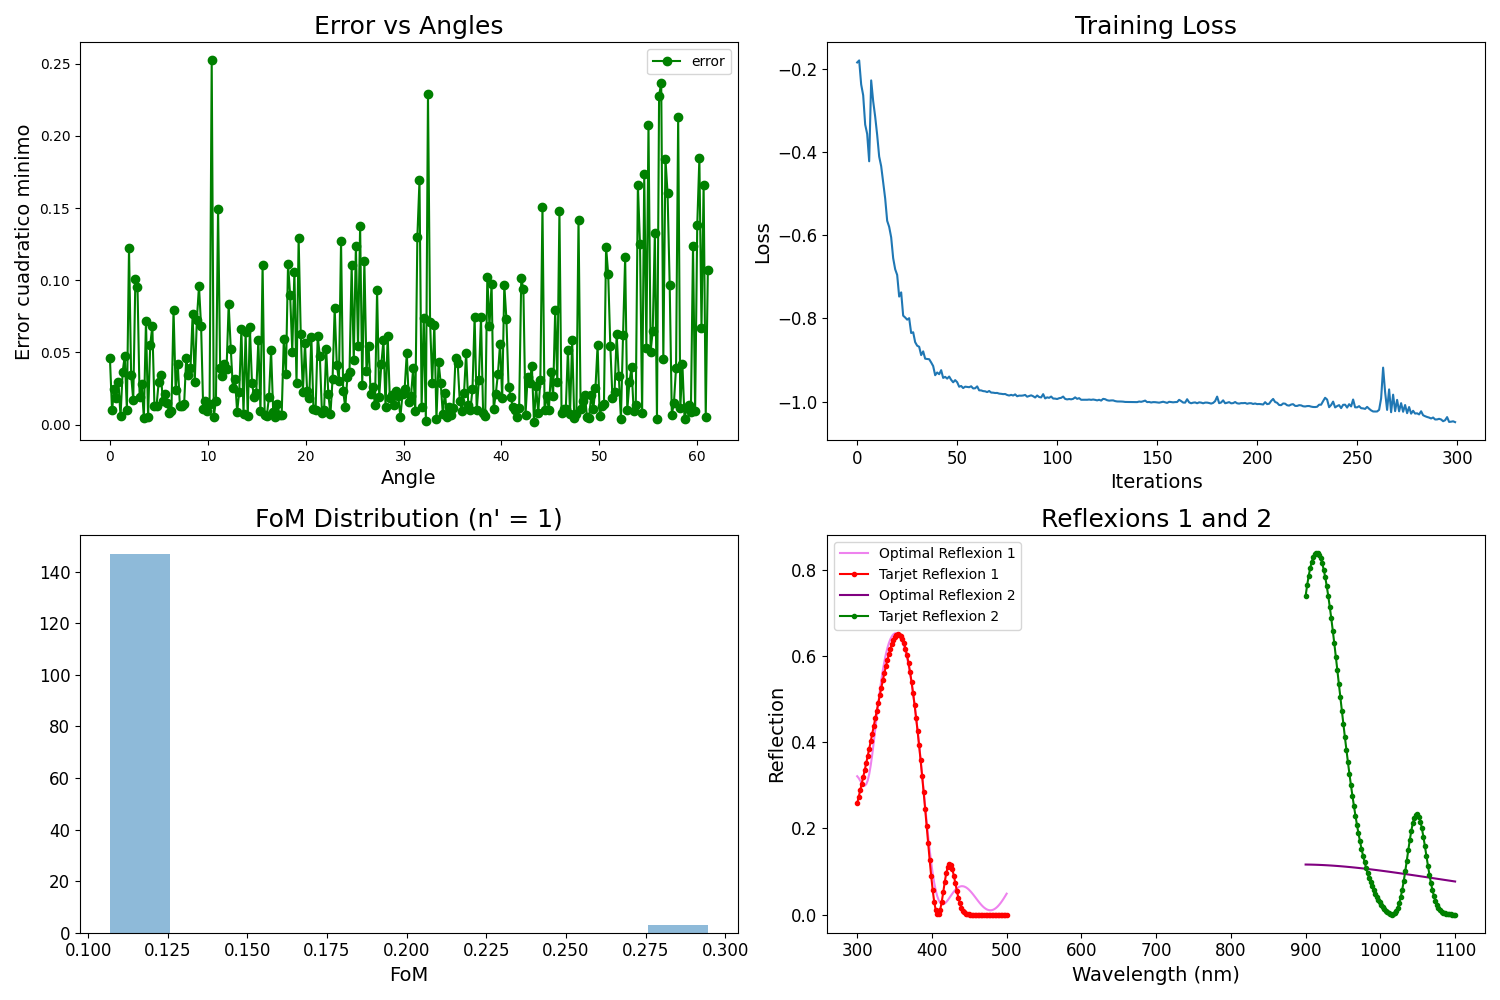 Error vs Angles
error
0.25
0.20
0.15
0.10
0.05
0.00
Error cuadratico minimo
0 10 20 30 40 50 60
Angle
Training Loss
−0.2
−0.4
−0.6
−0.8
−1.0
Loss
0 50 100 150 200 250 300
Iterations
FoM Distribution (n' = 1)
140
120
100
80
60
40
20
0
0.100 0.125 0.150 0.175 0.200 0.225 0.250 0.275 0.300
FoM
Reflexions 1 and 2
Optimal Reflexion 1
Tarjet Reflexion 1
Optimal Reflexion 2
Tarjet Reflexion 2
0.8
0.6
0.4
0.2
0.0
Reflection
300 400 500 600 700 800 900 1000 1100
Wavelength (nm)